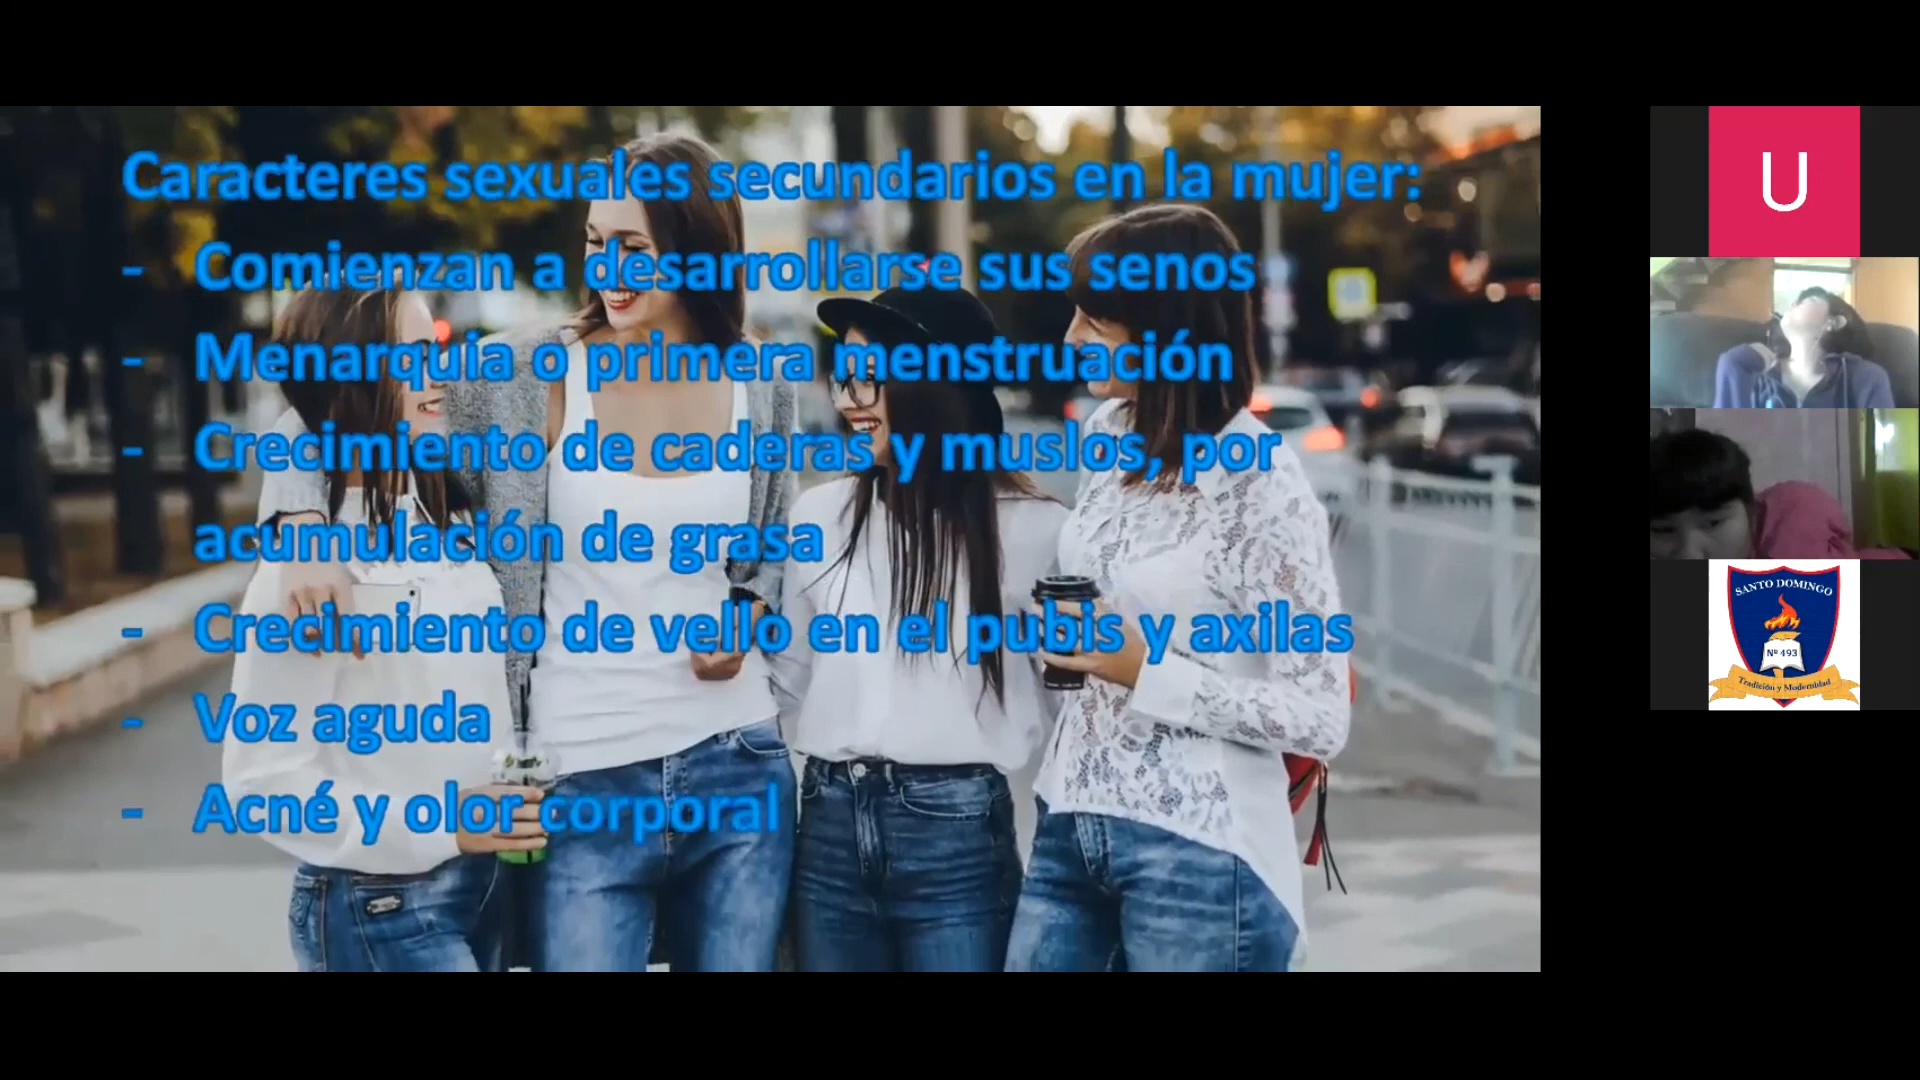 Caracteres sexuales secundarios en la mujer:
- Comienzan a desarrollarse sus senos
- Menarquia o primera menstruación
- Crecimiento de caderas y muslos, por
acumulación de grasa
- Crecimiento de vello en el pubis y axilas
- Voz aguda
- Acné y olor corporal
U
SANTO DOMINGO
Nº 493
Tradición y Modernidad